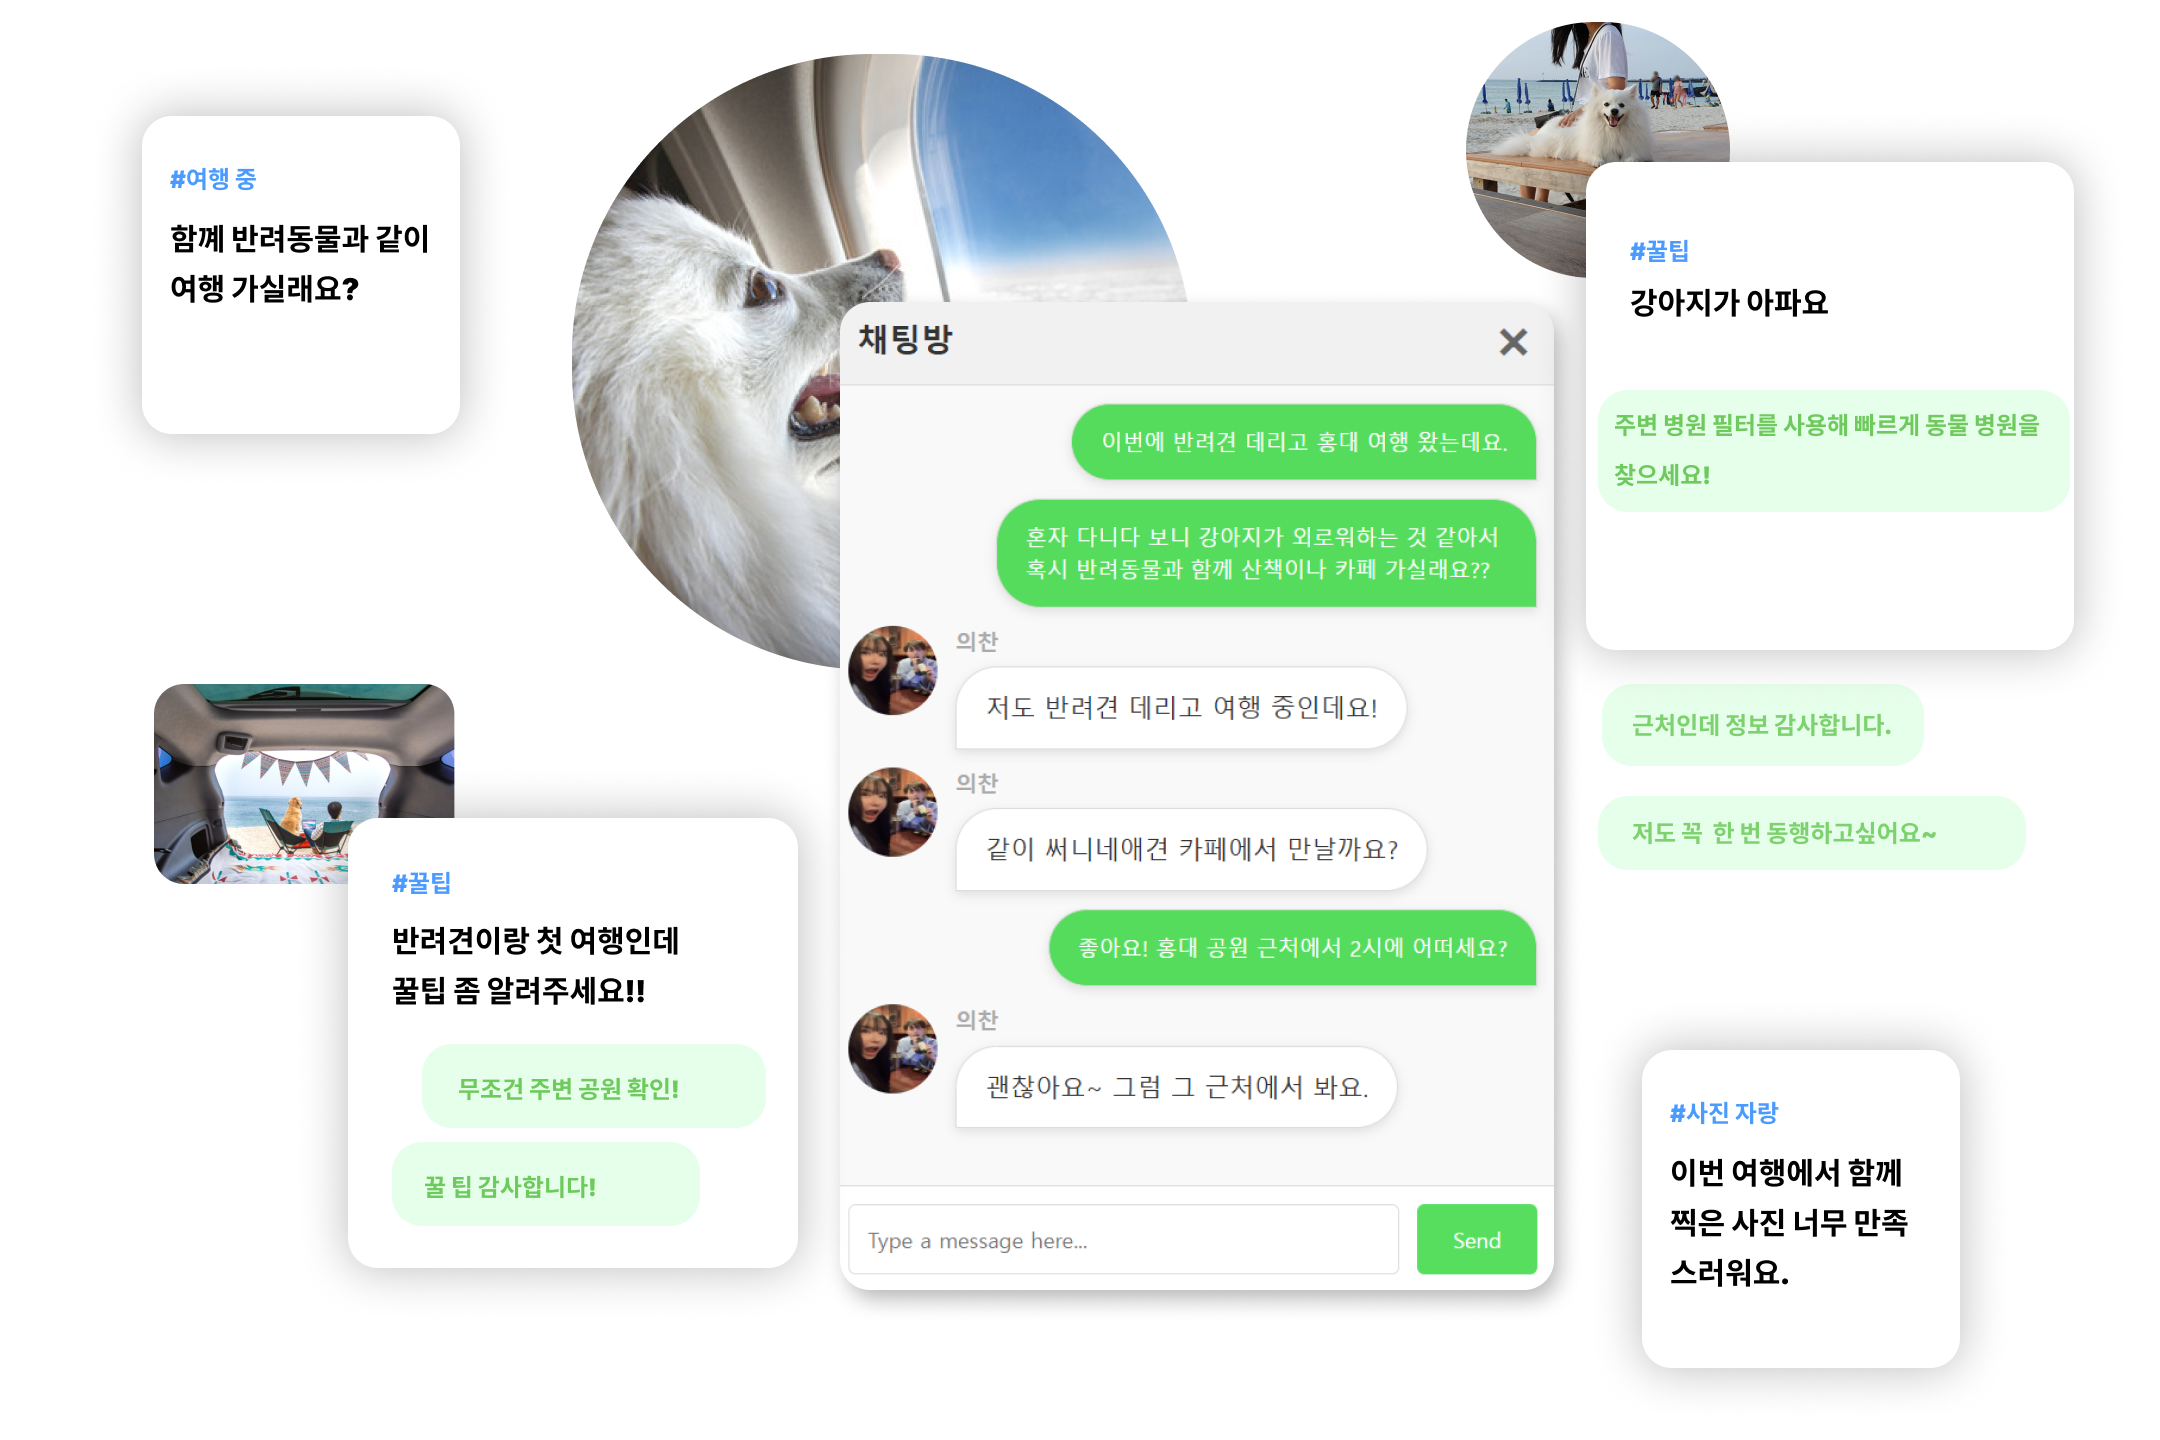 #여행 중
함꼐 반려동물과 같이
여행 가실래요?
#꿀팁
반려견이랑 첫 여행인데
꿀팁 좀 알려주세요!!
무조건 주변 공원 확인!
꿀 팁 감사합니다!
채팅방
이번에 반려견 데리고 홍대 여행 왔는데요.
혼자 다니다 보니 강아지가 외로워하는 것 같아서
혹시 반려동물과 함께 산책이나 카페 가실래요??
의찬
저도 반려견 데리고 여행 중인데요!
의찬
같이 써니네애견 카페에서 만날까요?
좋아요! 홍대 공원 근처에서 2시에 어떠세요?
의찬
괜찮아요~ 그럼 그 근처에서 봐요.
Type a message here...
Send
#꿀팁
강아지가 아파요
주변 병원 필터를 사용해 빠르게 동물 병원을
찾으세요!
근처인데 정보 감사합니다.
저도 꼭 한 번 동행하고싶어요~
#사진 자랑
이번 여행에서 함께
찍은 사진 너무 만족
스러워요.